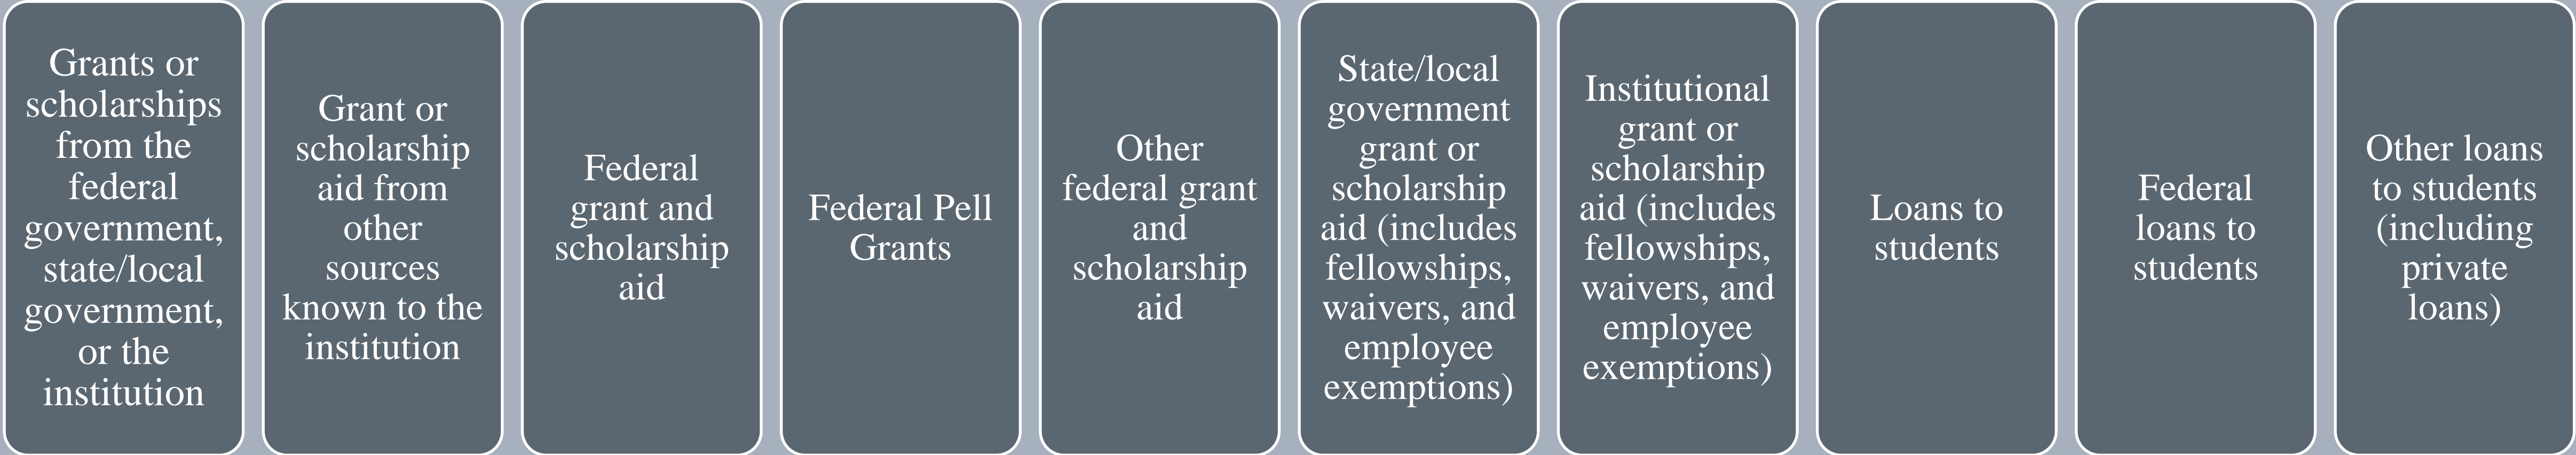 Grants or
scholarships
from the
federal
government,
state/local
government,
or the
institution
Grant or
scholarship
aid from
other
sources
known to the
institution
Federal
grant and
scholarship
aid
Federal Pell
Grants
Other
federal grant
and
scholarship
aid
State/local
government
grant or
scholarship
aid (includes
fellowships,
waivers, and
employee
exemptions)
Institutional
grant or
scholarship
aid (includes
fellowships,
waivers, and
employee
exemptions)
Loans to
students
Federal
loans to
students
Other loans
to students
(including
private
loans)